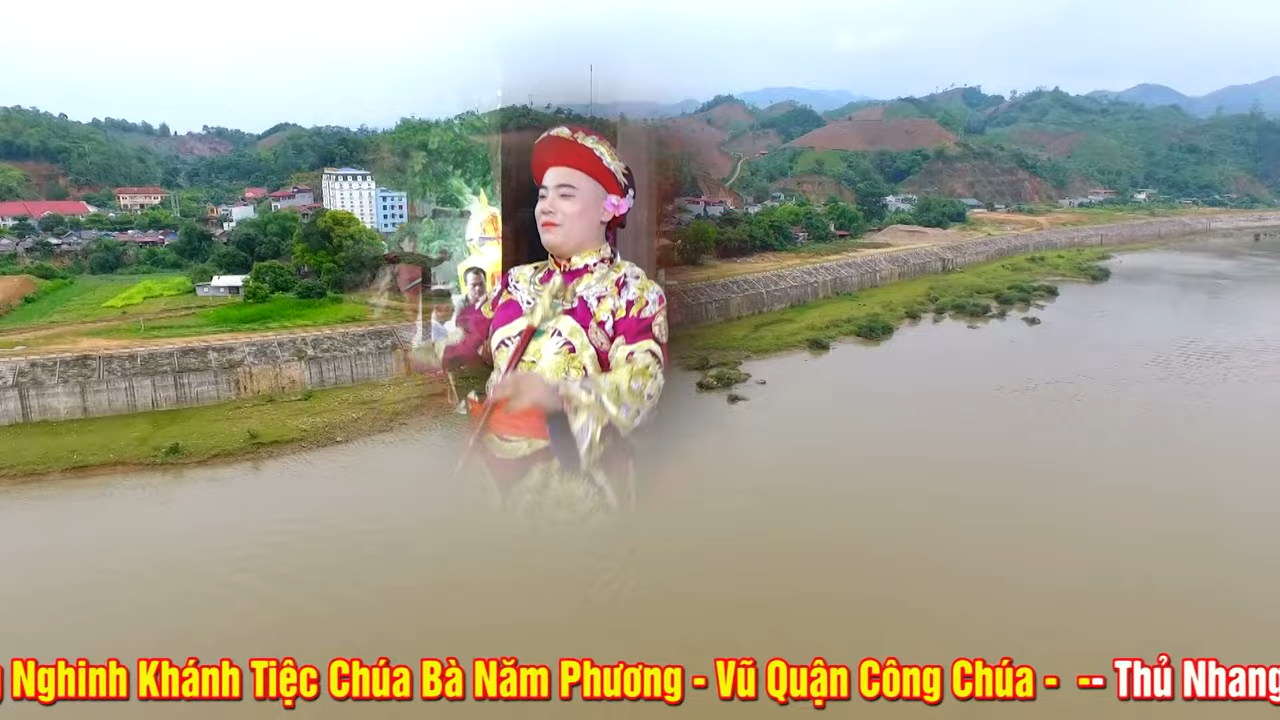 Nghinh Khánh Tiệc Chúa Bà Năm Phương - Vũ Quận Công Chúa - -- Thủ Nhang